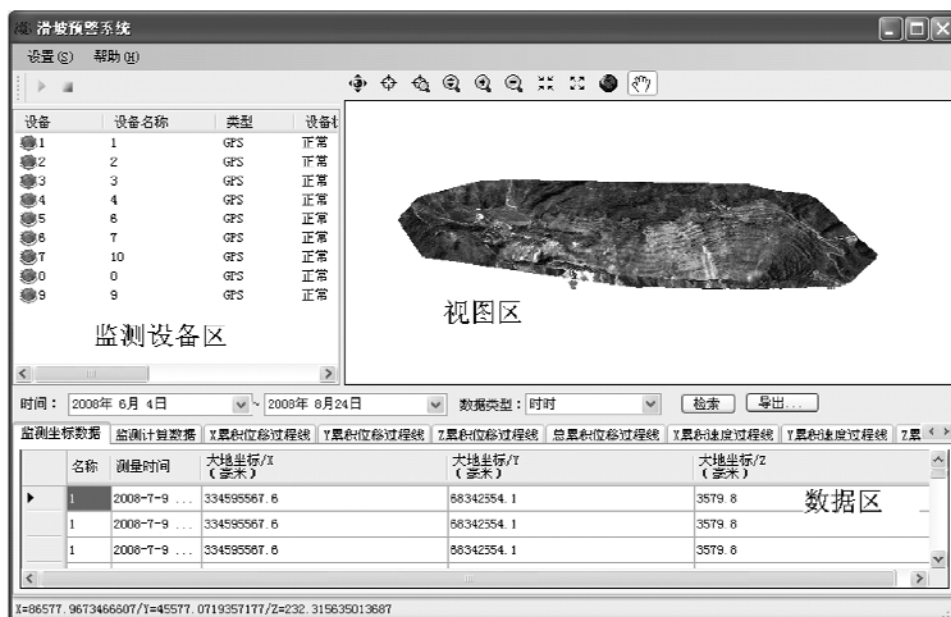 滑坡预警系统
设置(S) 帮助(H)
设备 设备名称 类型 设备
1 1 GPS 正常
2 2 GPS 正常
3 3 GPS 正常
4 4 GPS 正常
5 6 GPS 正常
6 7 GPS 正常
7 10 GPS 正常
0 0 GPS 正常
9 9 GPS 正常
监测设备区
视图区
时间： 2008年 6月 4日 ~ 2008年 8月24日 数据类型： 时时 检索 导出...
监测坐标数据 监测计算数据 X累积位移过程线 Y累积位移过程线 Z累积位移过程线 总累积位移过程线 X累积速度过程线 Y累积速度过程线 Z累
名称 测量时间 大地坐标/X（毫米） 大地坐标/Y（毫米） 大地坐标/Z（毫米）
1 2008-7-9 ... 334595567.6 68342554.1 3579.8
数据区
1 2008-7-9 ... 334595567.6 68342554.1 3579.8
1 2008-7-9 ... 334595567.6 68342554.1 3579.8
X=86577.9673466607/Y=45577.0719357177/Z=232.315635013687